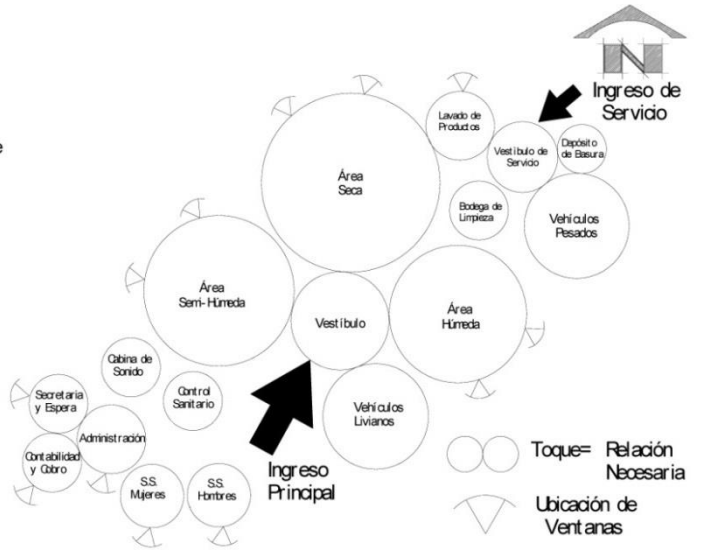 N
Ingreso de
Servicio
e
Lavado de
Productos
Vestíbulo de
Servicio
Depósito
de Basura
Área
Seca
Bodega de
Limpieza
Vehículos
Pesados
Área
Semi-Húmeda
Vestíbulo
Área
Húmeda
Cabina de
Sonido
Secretaria
y Espera
Control
Sanitario
Vehículos
Livianos
Administración
Contabilidad
y Cobro
S.S.
Mujeres
S.S.
Hombres
Ingreso
Principal
Toque= Relación
Necesaria
Ubicación de
Ventanas